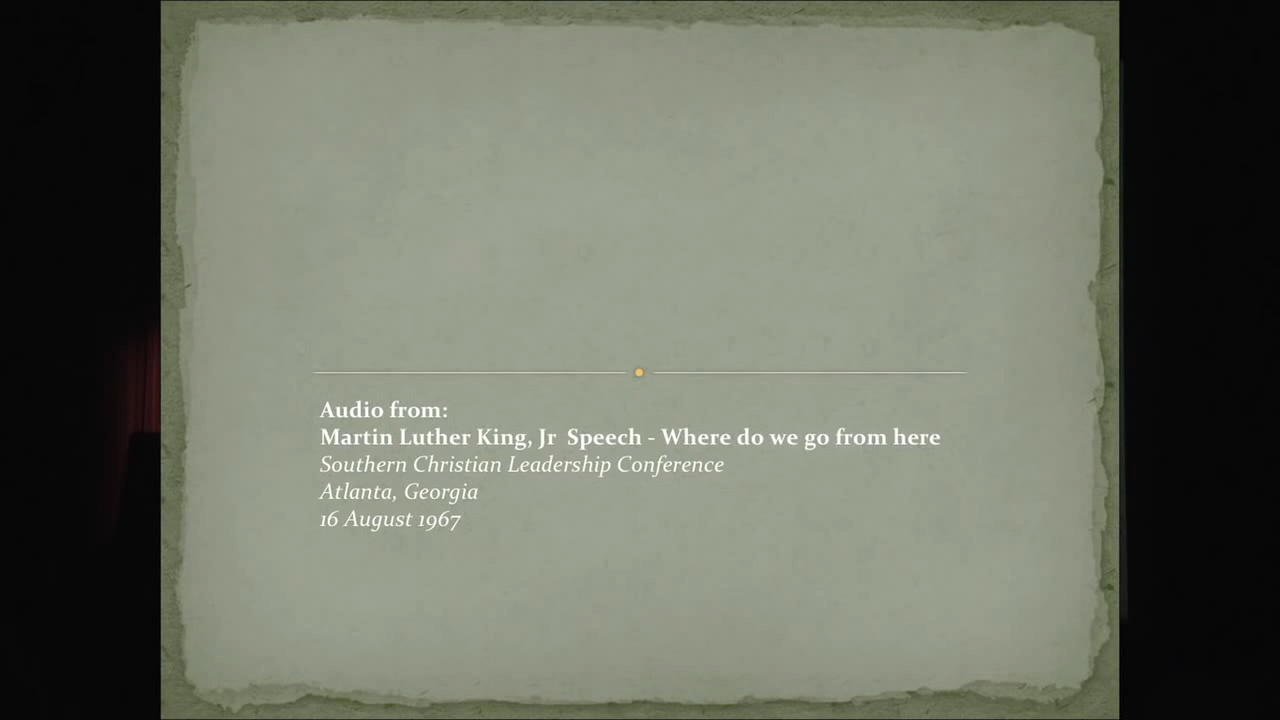 Audio from:
Martin Luther King, Jr  Speech - Where do we go from here
Southern Christian Leadership Conference
Atlanta, Georgia
16 August 1967